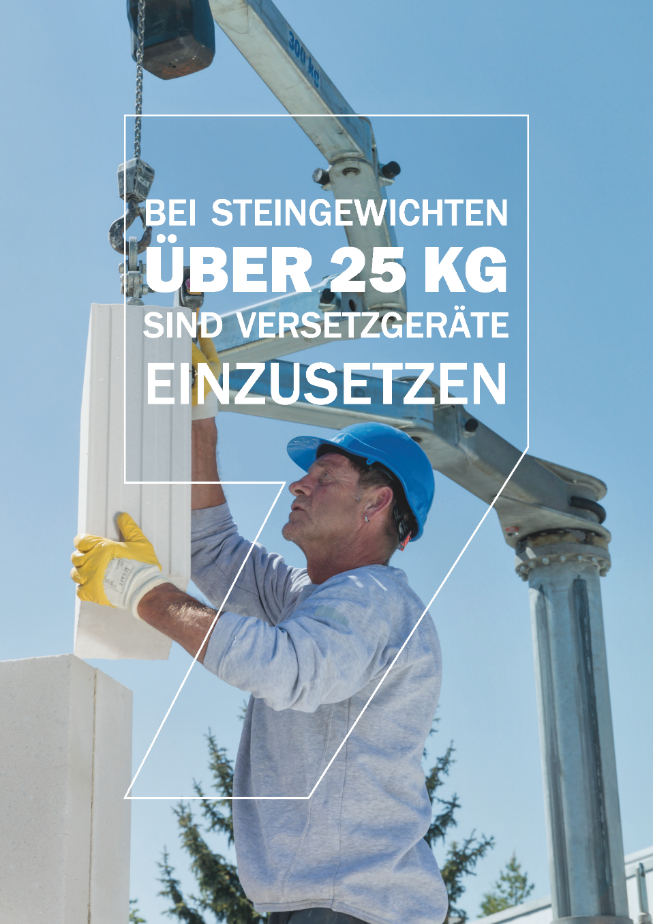 300 KG
BEI STEINGEWICHTEN
ÜBER 25 KG
SIND VERSETZGERÄTE
EINZUSETZEN